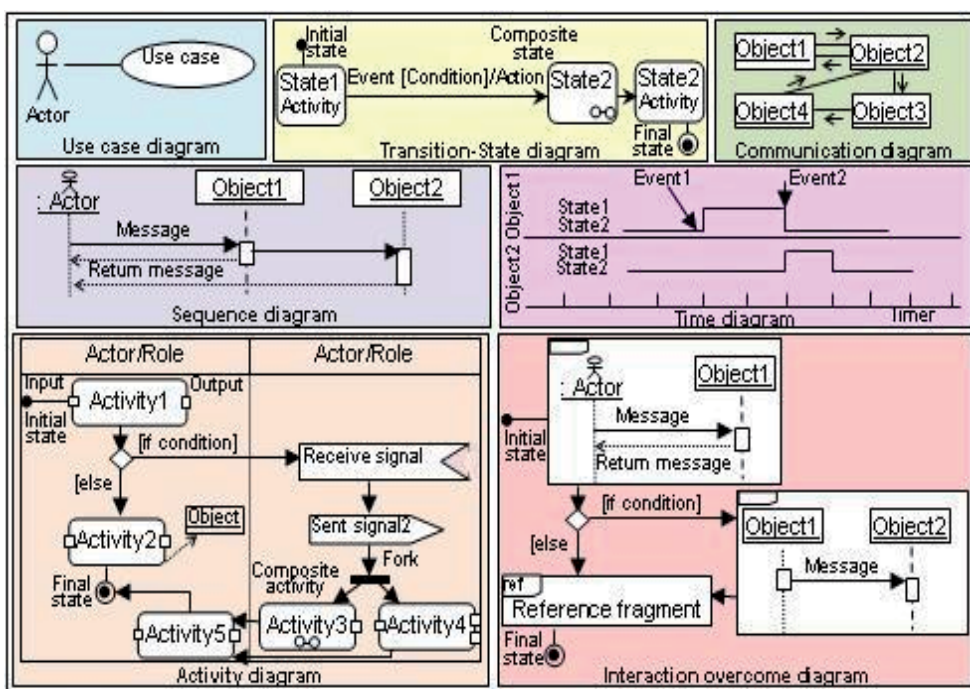 Use case
Actor
Use case diagram
Initial
state
Composite
state
State1
Activity
Event [Condition]/Action
State2
State2
Activity
Final
state
Transition-State diagram
Object1
Object2
Object4
Object3
Communication diagram
: Actor
Object1
Object2
Message
Return message
Sequence diagram
Object1
Event1
Event2
State1
State2
Object2
State1
State2
Time diagram
Timer
Actor/Role
Actor/Role
Input
Output
Activity1
Initial
state
[if condition]
Receive signal
[else]
Object
Sent signal2
Activity2
Fork
Final
state
Composite
activity
Activity3
Activity4
Activity5
Activity diagram
: Actor
Object1
Message
Return message
Initial
state
[if condition]
[else]
Object1
Object2
Message
ref
Reference fragment
Final
state
Interaction overcome diagram